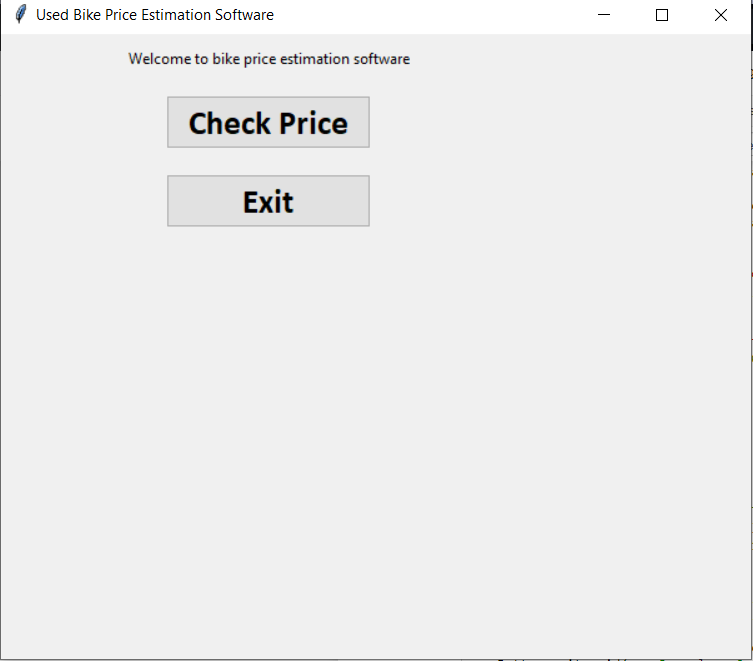 Used Bike Price Estimation Software
Welcome to bike price estimation software
Check Price
Exit